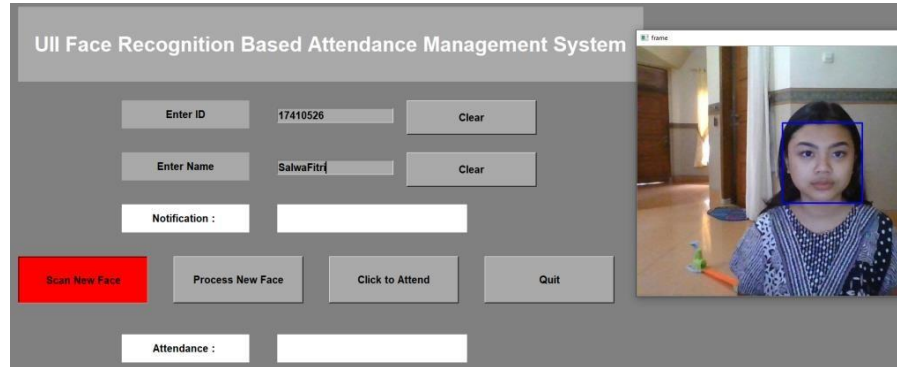 UII Face Recognition Based Attendance Management System
frame
Enter ID
17410526
Clear
Enter Name
SalwaFitri
Clear
Notification :
Scan New Face
Process New Face
Click to Attend
Quit
Attendance :